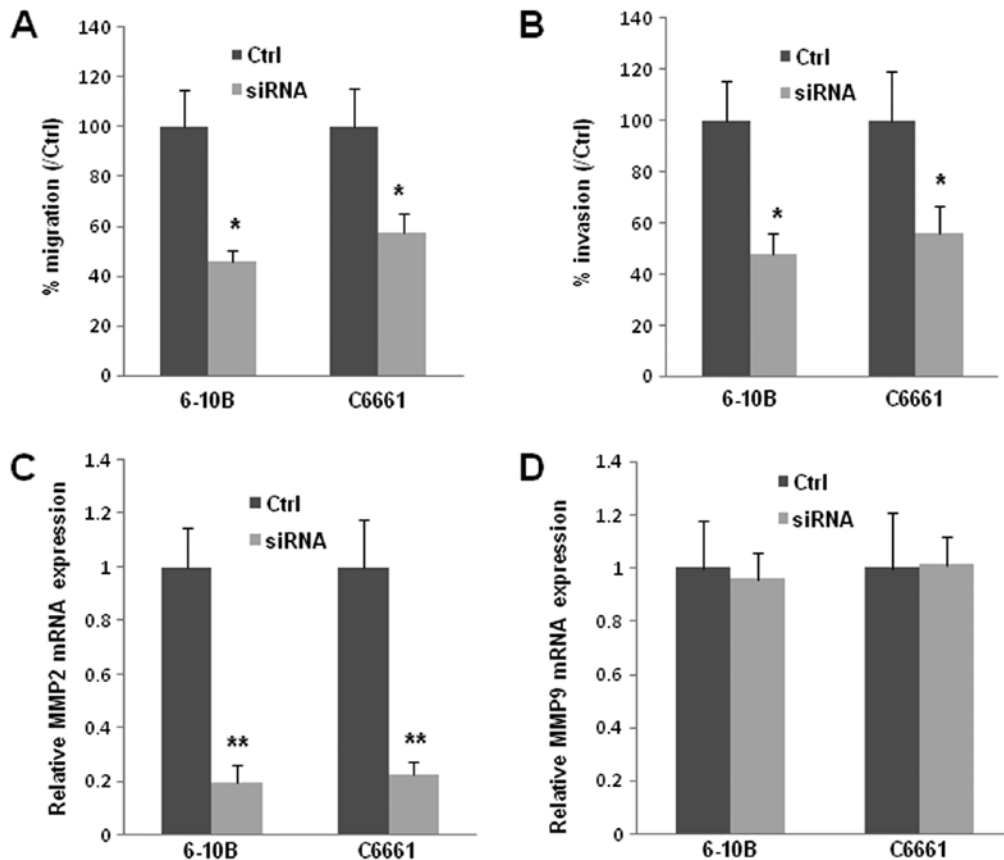 A
% migration (/Ctrl)
140
120
100
80
60
40
20
0
Ctrl
siRNA
*
*
6-10B
C6661
B
% invasion (/Ctrl)
140
120
100
80
60
40
20
0
Ctrl
siRNA
*
*
6-10B
C6661
C
Relative MMP2 mRNA expression
1.4
1.2
1
0.8
0.6
0.4
0.2
0
Ctrl
siRNA
**
**
6-10B
C6661
D
Relative MMP9 mRNA expression
1.4
1.2
1
0.8
0.6
0.4
0.2
0
Ctrl
siRNA
6-10B
C6661